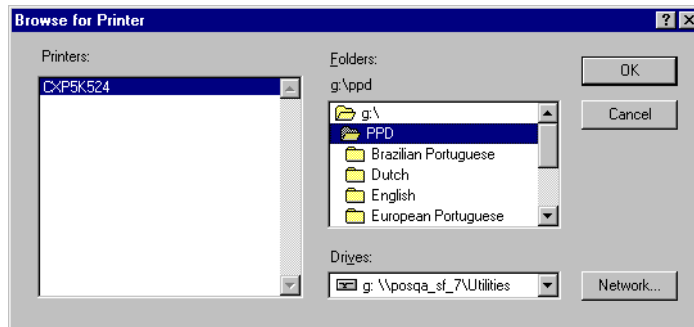 Browse for Printer
Printers:
CXP5K524
Folders:
g:\ppd
g:\
PPD
Brazilian Portuguese
Dutch
English
European Portuguese
Drives:
g: \\posqa_sf_7\Utilities
OK
Cancel
Network...